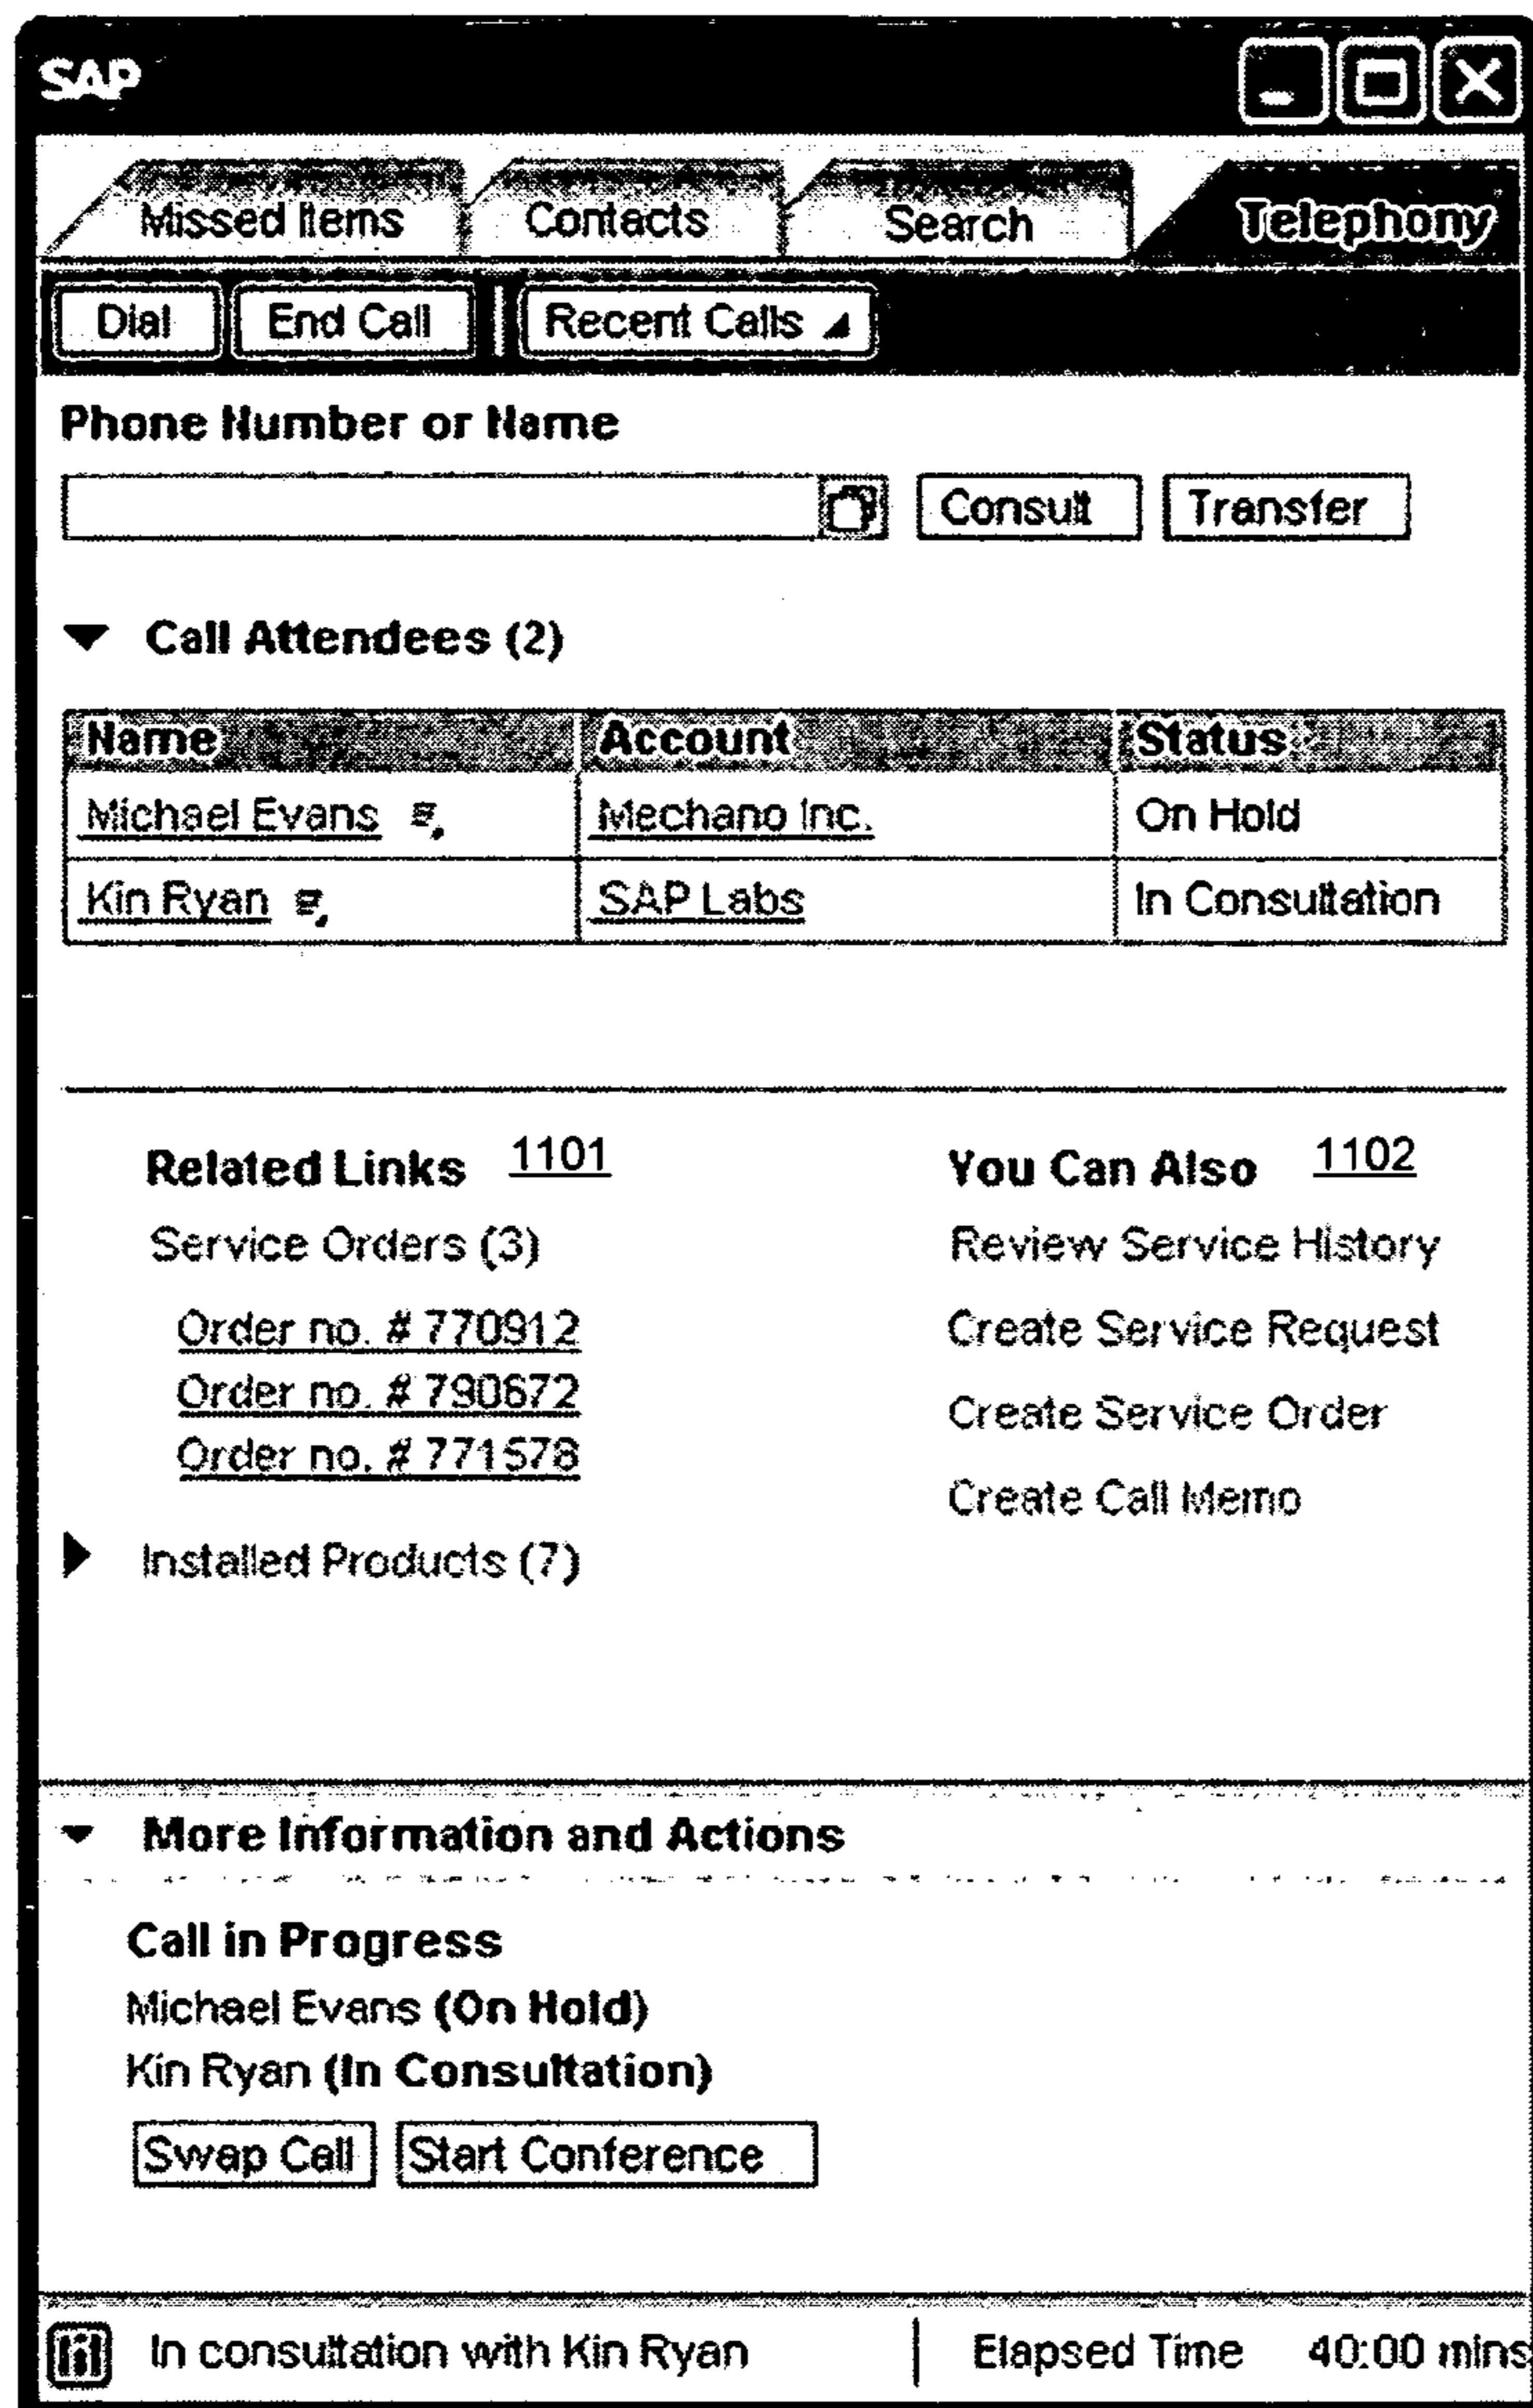 SAP
Missed Items Contacts Search Telephony
Dial End Call Recent Calls
Phone Number or Name
Consult Transfer
Call Attendees (2)
Name Account Status
Michael Evans Mechano Inc. On Hold
Kin Ryan SAP Labs In Consultation
Related Links 1101 You Can Also 1102
Service Orders (3) Review Service History
Order no. # 770912 Create Service Request
Order no. # 790672 Create Service Order
Order no. # 771578 Create Call Memo
Installed Products (7)
More Information and Actions
Call in Progress
Michael Evans (On Hold)
Kin Ryan (In Consultation)
Swap Call Start Conference
In consultation with Kin Ryan Elapsed Time 40:00 mins